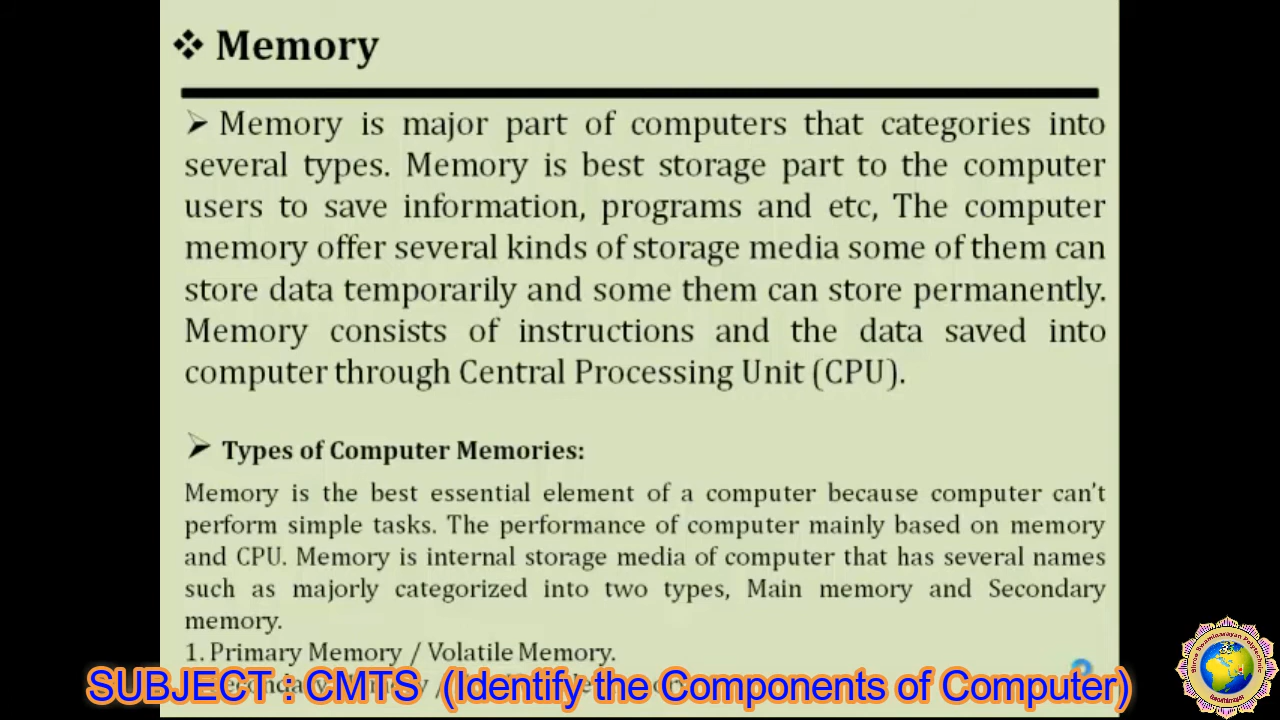 ❖ Memory
➢ Memory is major part of computers that categories into
several types. Memory is best storage part to the computer
users to save information, programs and etc, The computer
memory offer several kinds of storage media some of them can
store data temporarily and some them can store permanently.
Memory consists of instructions and the data saved into
computer through Central Processing Unit (CPU).
➢ Types of Computer Memories:
Memory is the best essential element of a computer because computer can't
perform simple tasks. The performance of computer mainly based on memory
and CPU. Memory is internal storage media of computer that has several names
such as majorly categorized into two types, Main memory and Secondary
memory.
1. Primary Memory / Volatile Memory.
SUBJECT : CMTS (Identify the Components of Computer)